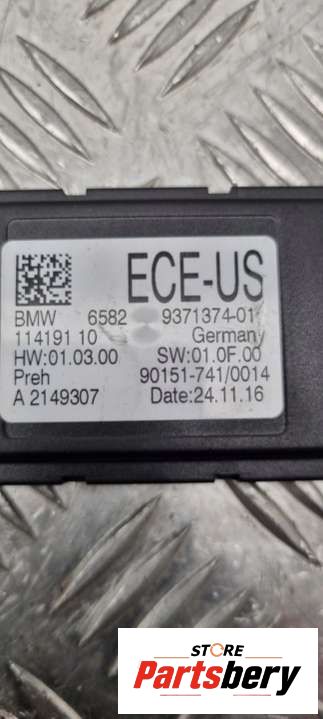 ECE-US
BMW 6582 9371374-01
114191 10 Germany
HW:01.03.00 SW:01.0F.00
Preh 90151-741/0014
A 2149307 Date:24.11.16
STORE
Partsbery